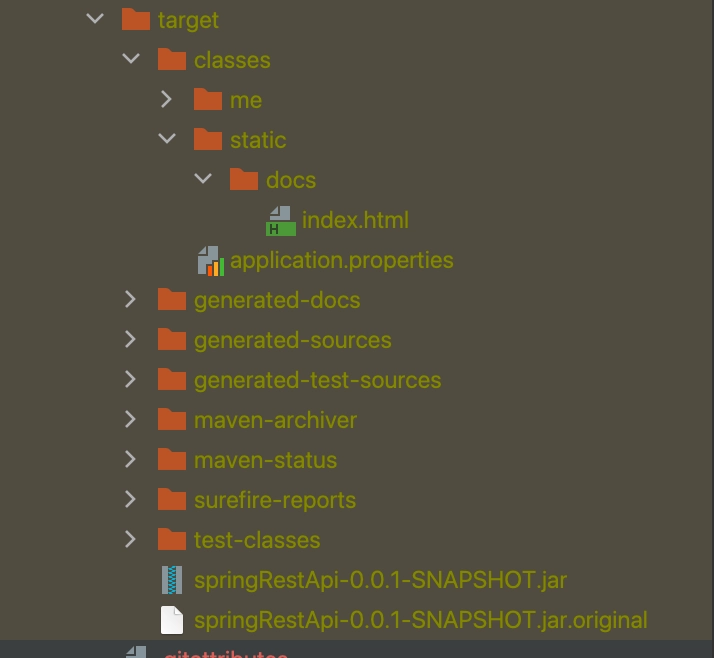 target
classes
me
static
docs
index.html
application.properties
generated-docs
generated-sources
generated-test-sources
maven-archiver
maven-status
surefire-reports
test-classes
springRestApi-0.0.1-SNAPSHOT.jar
springRestApi-0.0.1-SNAPSHOT.jar.original
.gitattributes